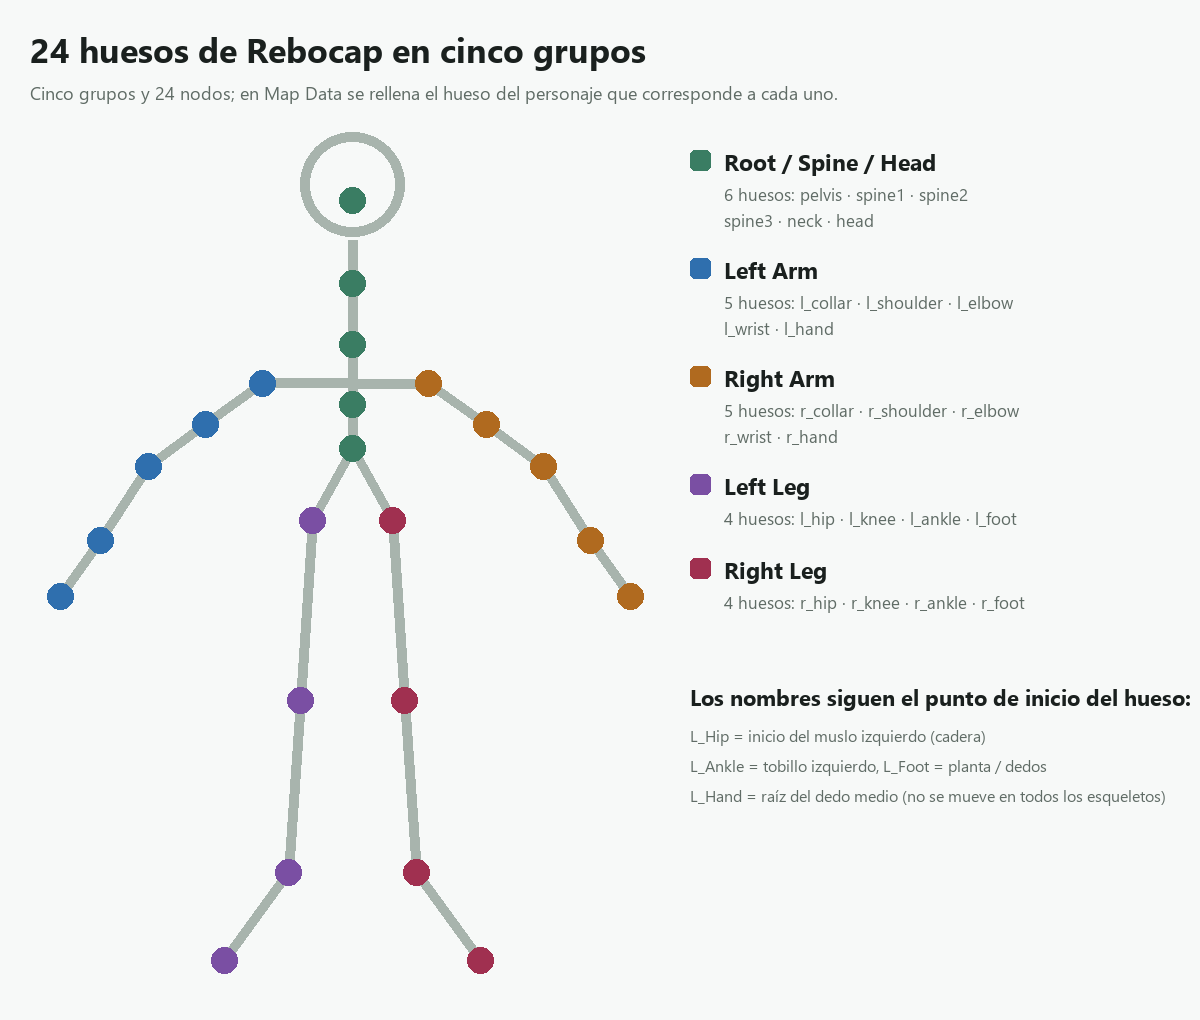 24 huesos de Rebocap en cinco grupos
Cinco grupos y 24 nodos; en Map Data se rellena el hueso del personaje que corresponde a cada uno.
Root / Spine / Head
6 huesos: pelvis · spine1 · spine2
spine3 · neck · head
Left Arm
5 huesos: l_collar · l_shoulder · l_elbow
l_wrist · l_hand
Right Arm
5 huesos: r_collar · r_shoulder · r_elbow
r_wrist · r_hand
Left Leg
4 huesos: l_hip · l_knee · l_ankle · l_foot
Right Leg
4 huesos: r_hip · r_knee · r_ankle · r_foot
Los nombres siguen el punto de inicio del hueso:
L_Hip = inicio del muslo izquierdo (cadera)
L_Ankle = tobillo izquierdo, L_Foot = planta / dedos
L_Hand = raíz del dedo medio (no se mueve en todos los esqueletos)